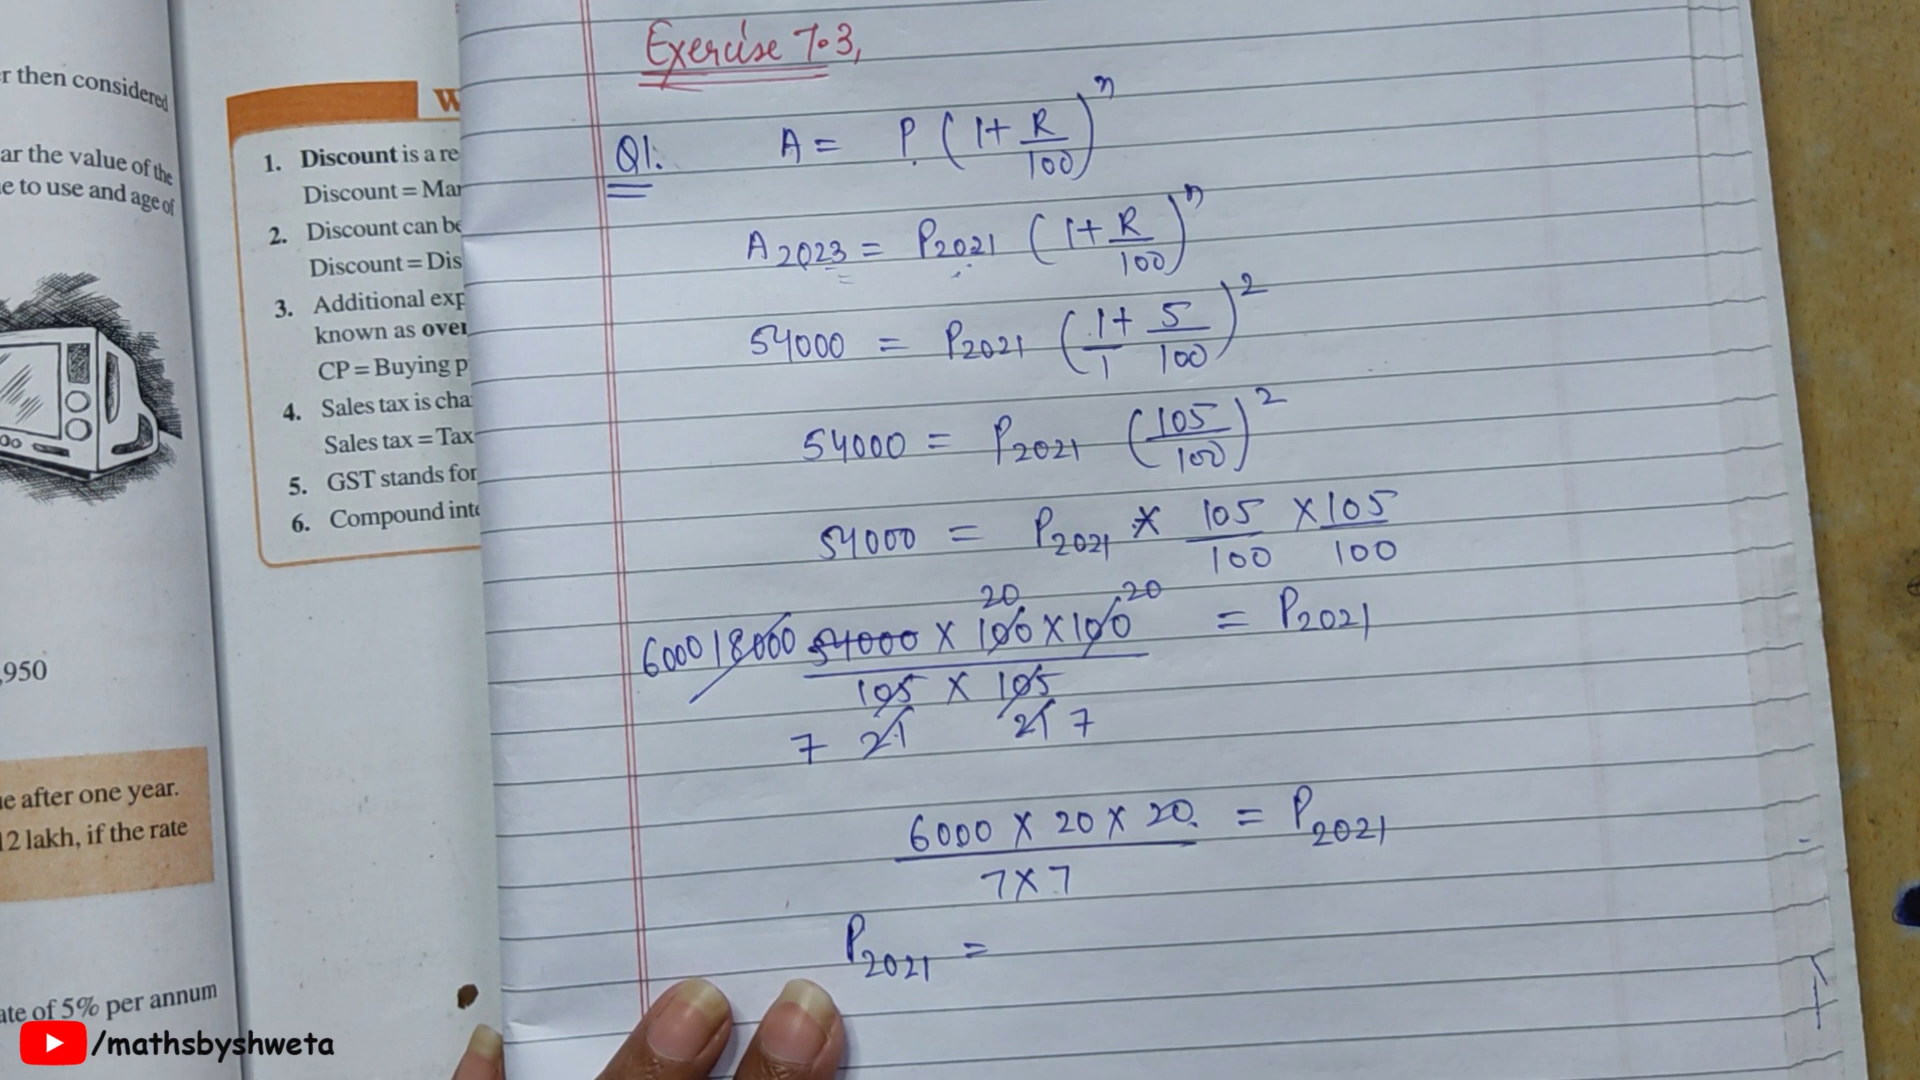 r then considered
ar the value of the
e to use and age of
,950
e after one year.
12 lakh, if the rate
ate of 5% per annum
W
1. Discount is a re
Discount = Mar
2. Discount can be
Discount = Dis
3. Additional exp
known as over
CP = Buying p
4. Sales tax is cha
Sales tax = Tax
5. GST stands for
6. Compound inte
Exercise 7.3,
Q1. A = P (1 + R/100)^n
A2023 = P2021 (1 + R/100)^n
54000 = P2021 (1/1 + 5/100)^2
54000 = P2021 (105/100)^2
54000 = P2021 × 105/100 × 105/100
20 20
6000 18000 54000 × 100 × 100 = P2021
105 × 105
7 21 21 7
6000 × 20 × 20 = P2021
7 × 7
P2021 =
/mathsbyshweta